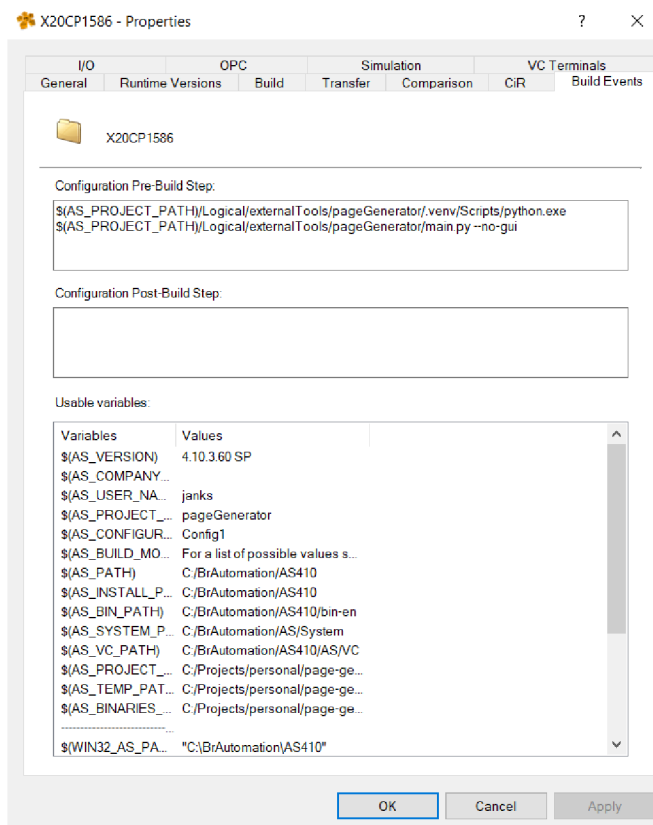 X20CP1586 - Properties
I/O OPC Simulation VC Terminals
General Runtime Versions Build Transfer Comparison CiR Build Events
X20CP1586
Configuration Pre-Build Step:
$(AS_PROJECT_PATH)/Logical/externalTools/pageGenerator/.venv/Scripts/python.exe
$(AS_PROJECT_PATH)/Logical/externalTools/pageGenerator/main.py --no-gui
Configuration Post-Build Step:
Usable variables:
Variables Values
$(AS_VERSION) 4.10.3.60 SP
$(AS_COMPANY...
$(AS_USER_NA... janks
$(AS_PROJECT_... pageGenerator
$(AS_CONFIGUR... Config1
$(AS_BUILD_MO... For a list of possible values s...
$(AS_PATH) C:/BrAutomation/AS410
$(AS_INSTALL_P... C:/BrAutomation/AS410
$(AS_BIN_PATH) C:/BrAutomation/AS410/bin-en
$(AS_SYSTEM_P... C:/BrAutomation/AS/System
$(AS_VC_PATH) C:/BrAutomation/AS410/AS/VC
$(AS_PROJECT_... C:/Projects/personal/page-ge...
$(AS_TEMP_PAT... C:/Projects/personal/page-ge...
$(AS_BINARIES_... C:/Projects/personal/page-ge...
---------------------------...
$(WIN32_AS_PA... "C:\BrAutomation\AS410"
OK Cancel Apply